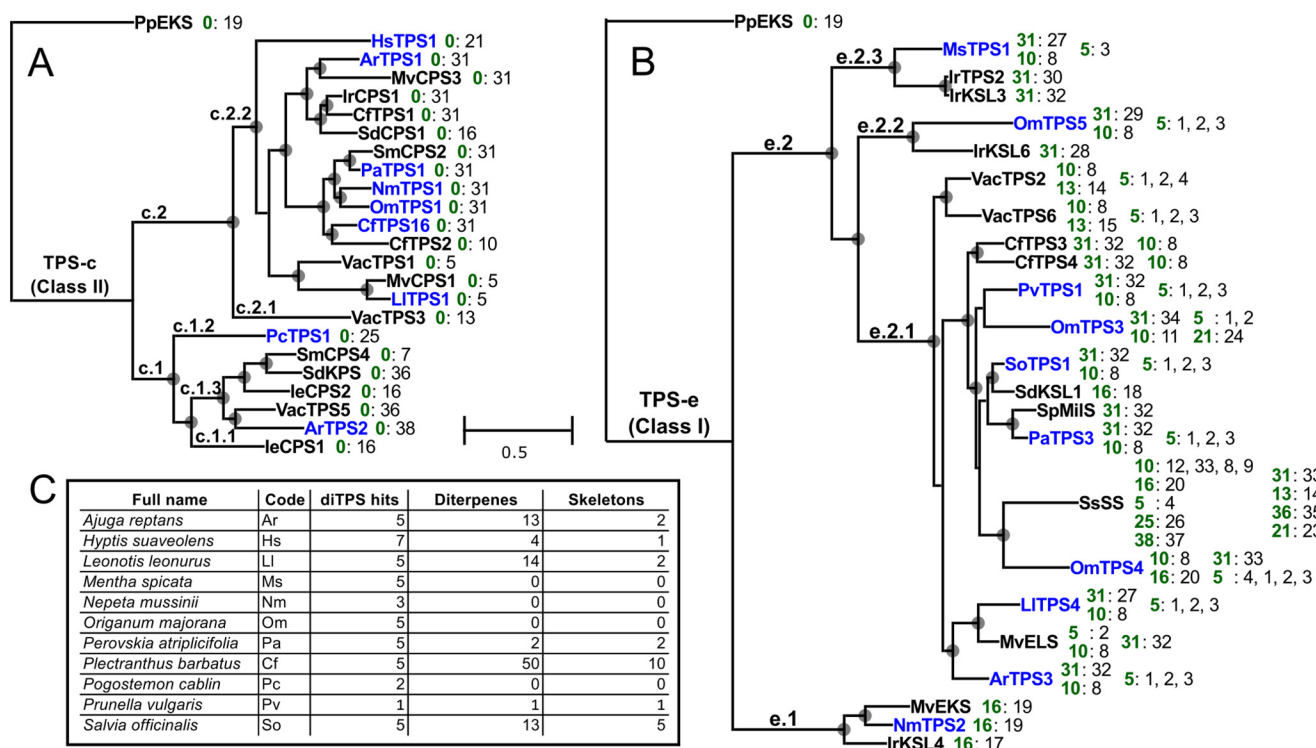 A
PpEKS 0: 19
HsTPS1 0: 21
ArTPS1 0: 31
MvCPS3 0: 31
IrCPS1 0: 31
CfTPS1 0: 31
SdCPS1 0: 16
c.2.2
SmCPS2 0: 31
PaTPS1 0: 31
NmTPS1 0: 31
OmTPS1 0: 31
CfTPS16 0: 31
c.2
CfTPS2 0: 10
VacTPS1 0: 5
TPS-c
(Class II)
MvCPS1 0: 5
LlTPS1 0: 5
c.2.1
VacTPS3 0: 13
c.1.2
PcTPS1 0: 25
SmCPS4 0: 7
SdKPS 0: 36
c.1
c.1.3
IeCPS2 0: 16
VacTPS5 0: 36
ArTPS2 0: 38
c.1.1
IeCPS1 0: 16
0.5
B
PpEKS 0: 19
e.2.3
MsTPS1 31: 27 5: 3
10: 8
IrTPS2 31: 30
IrKSL3 31: 32
e.2.2
OmTPS5 31: 29 5: 1, 2, 3
10: 8
e.2
IrKSL6 31: 28
VacTPS2 10: 8 5: 1, 2, 4
13: 14
VacTPS6 10: 8 5: 1, 2, 3
13: 15
CfTPS3 31: 32 10: 8
CfTPS4 31: 32 10: 8
PvTPS1 31: 32 5: 1, 2, 3
10: 8
e.2.1
OmTPS3 31: 34 5 : 1, 2
10: 11 21: 24
SoTPS1 31: 32 5: 1, 2, 3
10: 8
SdKSL1 16: 18
TPS-e
(Class I)
SpMilS 31: 32
PaTPS3 31: 32 5: 1, 2, 3
10: 8
SsSS 10: 12, 33, 8, 9 31: 33
16: 20 13: 14
5 : 4 36: 35
25: 26 21: 23
38: 37
OmTPS4 10: 8 31: 33
16: 20 5 : 4, 1, 2, 3
LlTPS4 31: 27 5: 1, 2, 3
10: 8
MvELS 5 : 2 31: 32
10: 8
ArTPS3 31: 32 5: 1, 2, 3
10: 8
e.1
MvEKS 16: 19
NmTPS2 16: 19
IrKSL4 16: 17
C
Full name Code diTPS hits Diterpenes Skeletons
Ajuga reptans Ar 5 13 2
Hyptis suaveolens Hs 7 4 1
Leonotis leonurus Ll 5 14 2
Mentha spicata Ms 5 0 0
Nepeta mussinii Nm 3 0 0
Origanum majorana Om 5 0 0
Perovskia atriplicifolia Pa 5 2 2
Plectranthus barbatus Cf 5 50 10
Pogostemon cablin Pc 2 0 0
Prunella vulgaris Pv 1 1 1
Salvia officinalis So 5 13 5